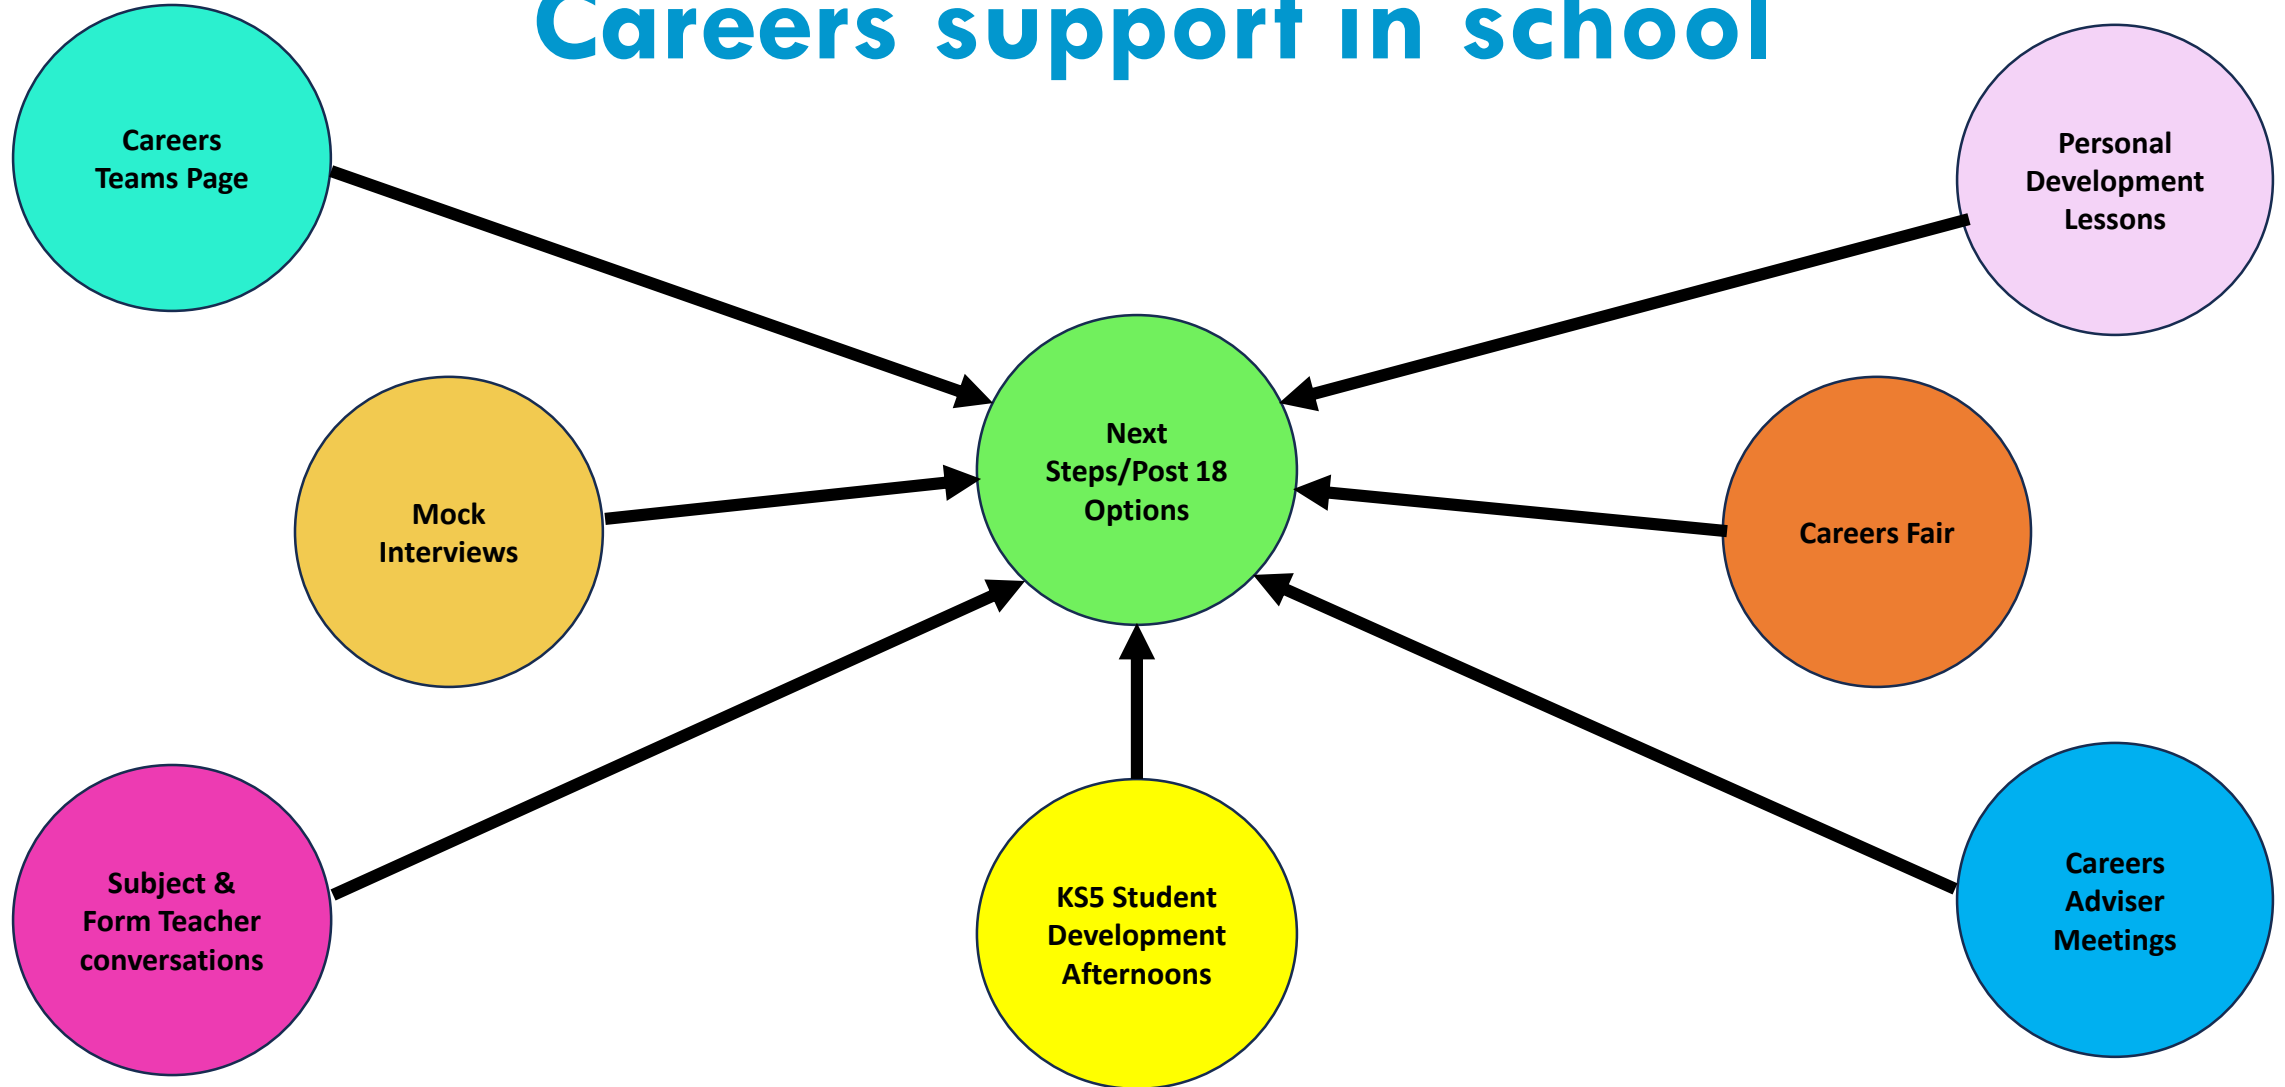 Careers support in school
Careers
Teams Page
Personal
Development
Lessons
Next
Steps/Post 18
Options
Mock
Interviews
Careers Fair
Subject &
Form Teacher
conversations
KS5 Student
Development
Afternoons
Careers
Adviser
Meetings